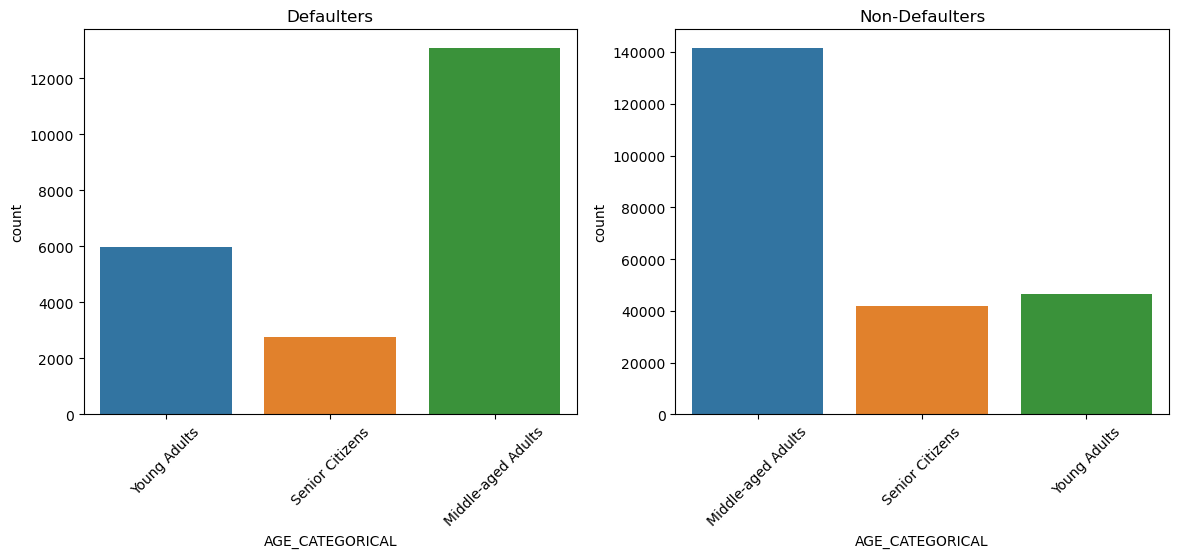 Defaulters
count
12000
10000
8000
6000
4000
2000
0
Young Adults
Senior Citizens
Middle-aged Adults
AGE_CATEGORICAL
Non-Defaulters
count
140000
120000
100000
80000
60000
40000
20000
0
Middle-aged Adults
Senior Citizens
Young Adults
AGE_CATEGORICAL